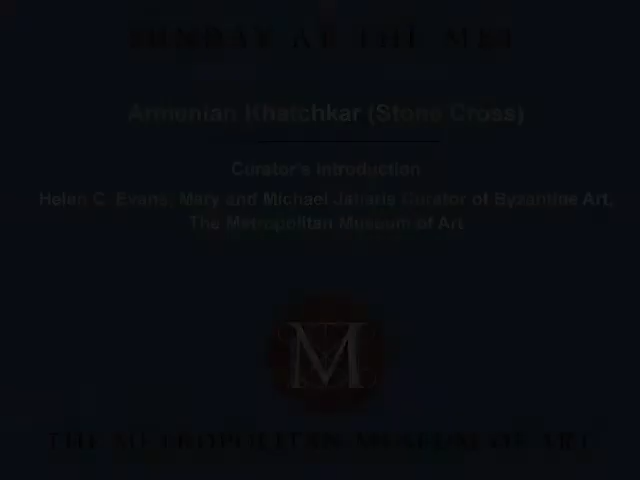 SUNDAY AT THE MET
Armenian Khatchkar (Stone Cross)
Curator's Introduction
Helen C. Evans, Mary and Michael Jaharis Curator of Byzantine Art,
The Metropolitan Museum of Art
M
THE METROPOLITAN MUSEUM OF ART